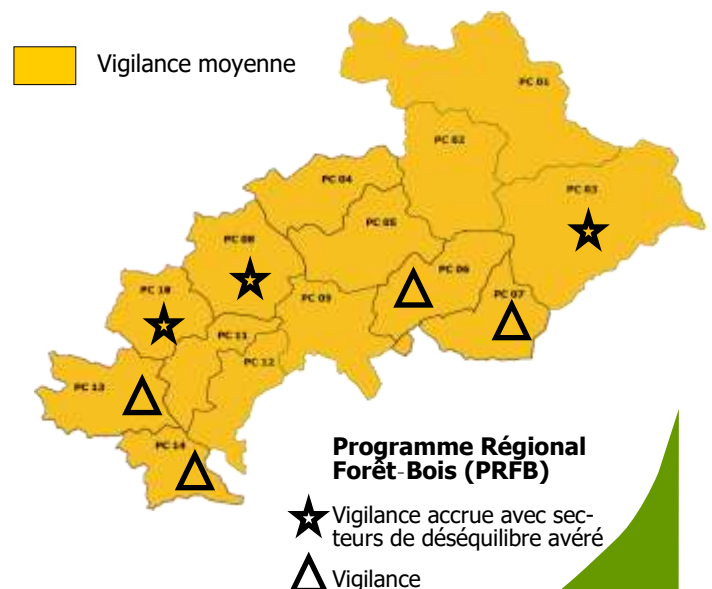 Vigilance moyenne
PC 01
PC 02
PC 04
PC 03
PC 05
PC 08
PC 06
PC 10
PC 09
PC 07
PC 11
PC 12
PC 13
PC 14
Programme Régional
Forêt-Bois (PRFB)
Vigilance accrue avec sec-
teurs de déséquilibre avéré
Vigilance